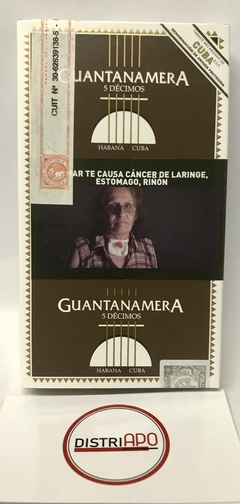 CUIT Nº 30-62639138-5
CUBA
GUANTANAMERA
5 DÉCIMOS
HABANA CUBA
AR TE CAUSA CÁNCER DE LARINGE,
ESTÓMAGO, RIÑÓN
GUANTANAMERA
5 DÉCIMOS
HABANA CUBA
DISTRIAPO